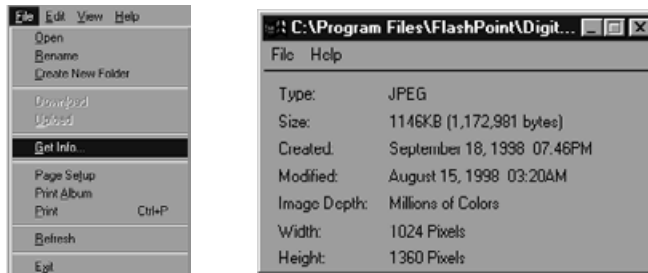 File Edit View Help
Open
Rename
Create New Folder
Download
Upload
Get Info...
Page Setup
Print Album
Print Ctrl+P
Refresh
Exit
C:\Program Files\FlashPoint\Digit...
File Help
Type: JPEG
Size: 1146KB (1,172,981 bytes)
Created: September 18, 1998 07:46PM
Modified: August 15, 1998 03:20AM
Image Depth: Millions of Colors
Width: 1024 Pixels
Height: 1360 Pixels